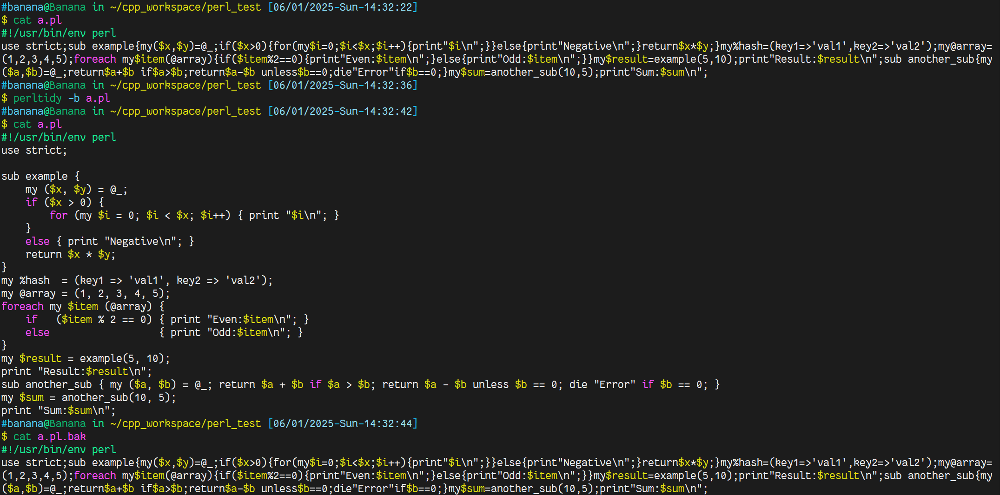 #banana@Banana in ~/cpp_workspace/perl_test [06/01/2025-Sun-14:32:22]
$ cat a.pl
#!/usr/bin/env perl
use strict;sub example{my($x,$y)=@_;if($x>0){for(my$i=0;$i<$x;$i++){print"$i\n";}}else{print"Negative\n";}return$x*$y;}my%hash=(key1=>'val1',key2=>'val2');my@array=
(1,2,3,4,5);foreach my$item(@array){if($item%2==0){print"Even:$item\n";}else{print"Odd:$item\n";}}my$result=example(5,10);print"Result:$result\n";sub another_sub{my
($a,$b)=@_;return$a+$b if$a>$b;return$a-$b unless$b==0;die"Error"if$b==0;}my$sum=another_sub(10,5);print"Sum:$sum\n";
#banana@Banana in ~/cpp_workspace/perl_test [06/01/2025-Sun-14:32:36]
$ perltidy -b a.pl
#banana@Banana in ~/cpp_workspace/perl_test [06/01/2025-Sun-14:32:42]
$ cat a.pl
#!/usr/bin/env perl
use strict;

sub example {
    my ($x, $y) = @_;
    if ($x > 0) {
        for (my $i = 0; $i < $x; $i++) { print "$i\n"; }
    }
    else { print "Negative\n"; }
    return $x * $y;
}
my %hash  = (key1 => 'val1', key2 => 'val2');
my @array = (1, 2, 3, 4, 5);
foreach my $item (@array) {
    if   ($item % 2 == 0) { print "Even:$item\n"; }
    else                  { print "Odd:$item\n"; }
}
my $result = example(5, 10);
print "Result:$result\n";
sub another_sub { my ($a, $b) = @_; return $a + $b if $a > $b; return $a - $b unless $b == 0; die "Error" if $b == 0; }
my $sum = another_sub(10, 5);
print "Sum:$sum\n";
#banana@Banana in ~/cpp_workspace/perl_test [06/01/2025-Sun-14:32:44]
$ cat a.pl.bak
#!/usr/bin/env perl
use strict;sub example{my($x,$y)=@_;if($x>0){for(my$i=0;$i<$x;$i++){print"$i\n";}}else{print"Negative\n";}return$x*$y;}my%hash=(key1=>'val1',key2=>'val2');my@array=
(1,2,3,4,5);foreach my$item(@array){if($item%2==0){print"Even:$item\n";}else{print"Odd:$item\n";}}my$result=example(5,10);print"Result:$result\n";sub another_sub{my
($a,$b)=@_;return$a+$b if$a>$b;return$a-$b unless$b==0;die"Error"if$b==0;}my$sum=another_sub(10,5);print"Sum:$sum\n";